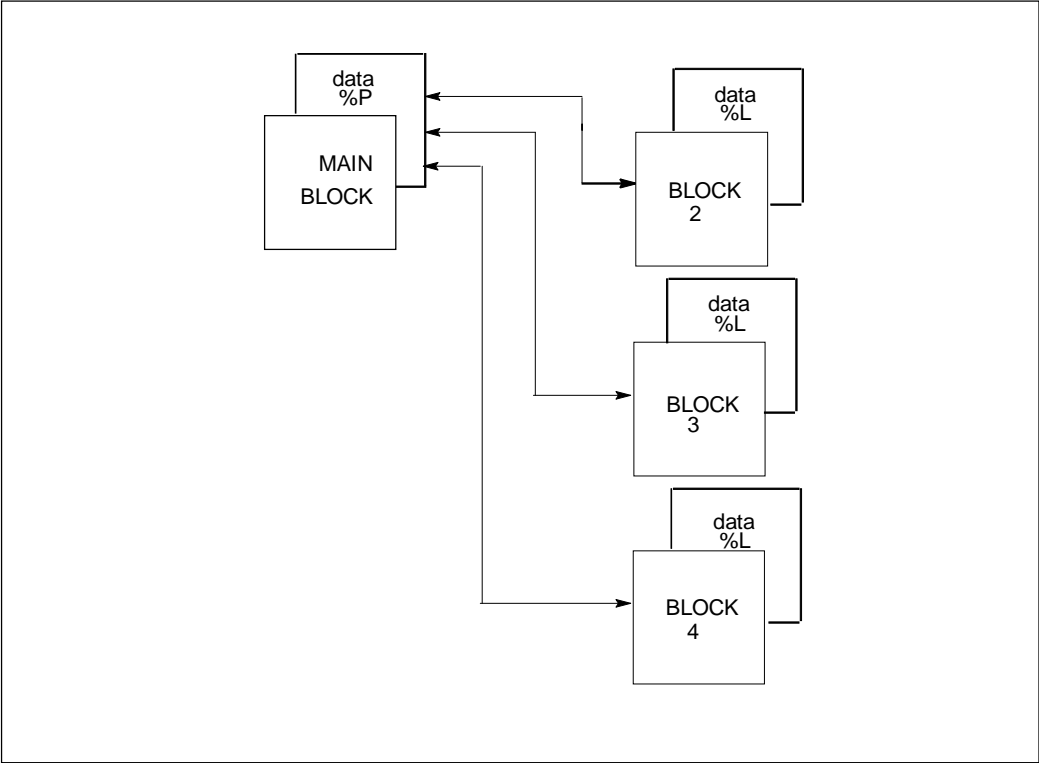 data
%P
MAIN
BLOCK
data
%L
BLOCK
2
data
%L
BLOCK
3
data
%L
BLOCK
4